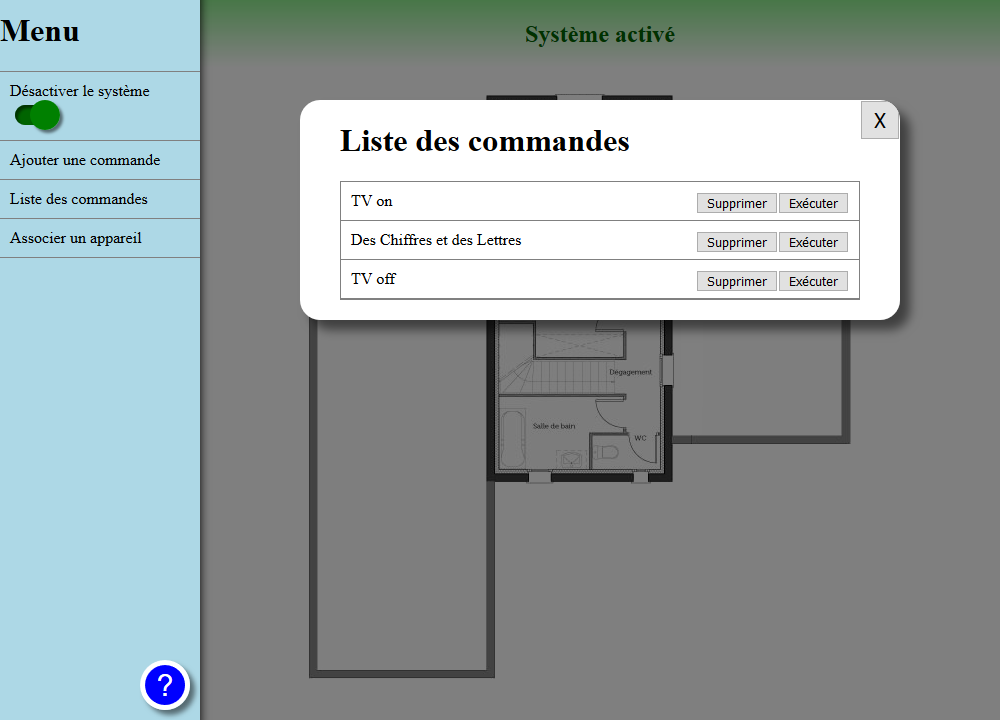 Menu
Système activé
Désactiver le système
Ajouter une commande
Liste des commandes
Associer un appareil
Liste des commandes
X
TV on Supprimer Exécuter
Des Chiffres et des Lettres Supprimer Exécuter
TV off Supprimer Exécuter
Dégagement
Salle de bain
WC
?